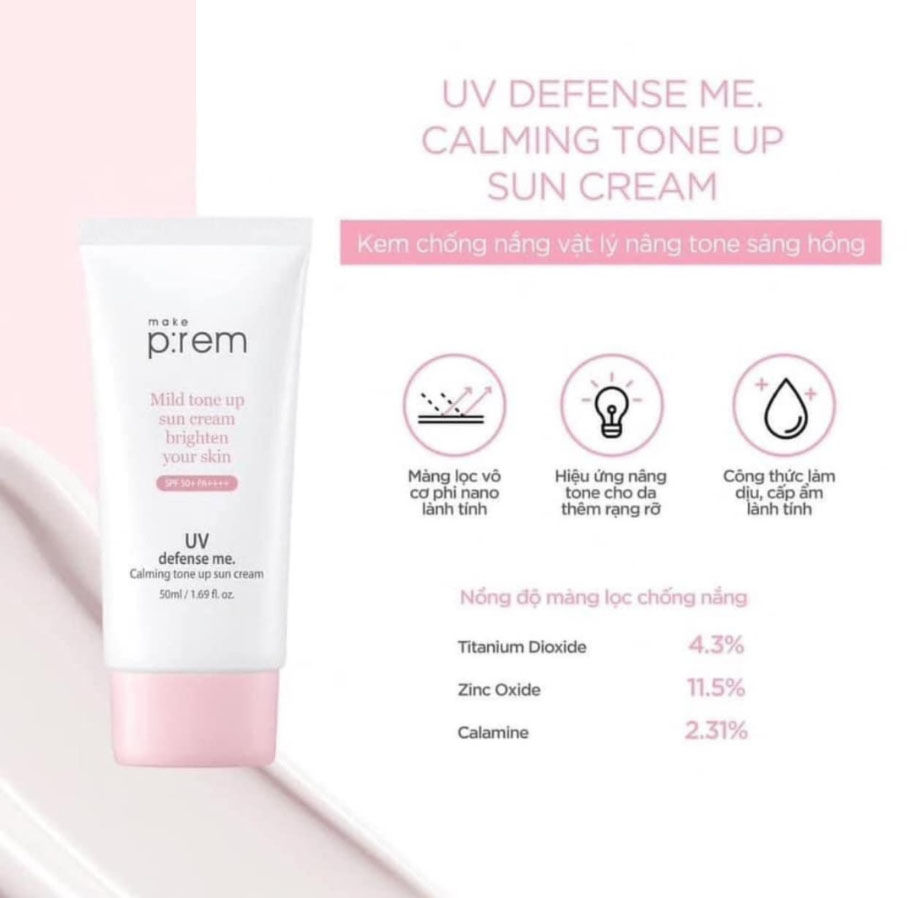 UV DEFENSE ME.
CALMING TONE UP
SUN CREAM
Kem chống nắng vật lý nâng tone sáng hồng
make
p:rem
Mild tone up
sun cream
brighten
your skin
SPF 50+ PA++++
UV
defense me.
Calming tone up sun cream
50ml / 1.69 fl. oz.
Màng lọc vô
cơ phi nano
lành tính
Hiệu ứng nâng
tone cho da
thêm rạng rỡ
Công thức làm
dịu, cấp ẩm
lành tính
Nồng độ màng lọc chống nắng
Titanium Dioxide 4.3%
Zinc Oxide 11.5%
Calamine 2.31%